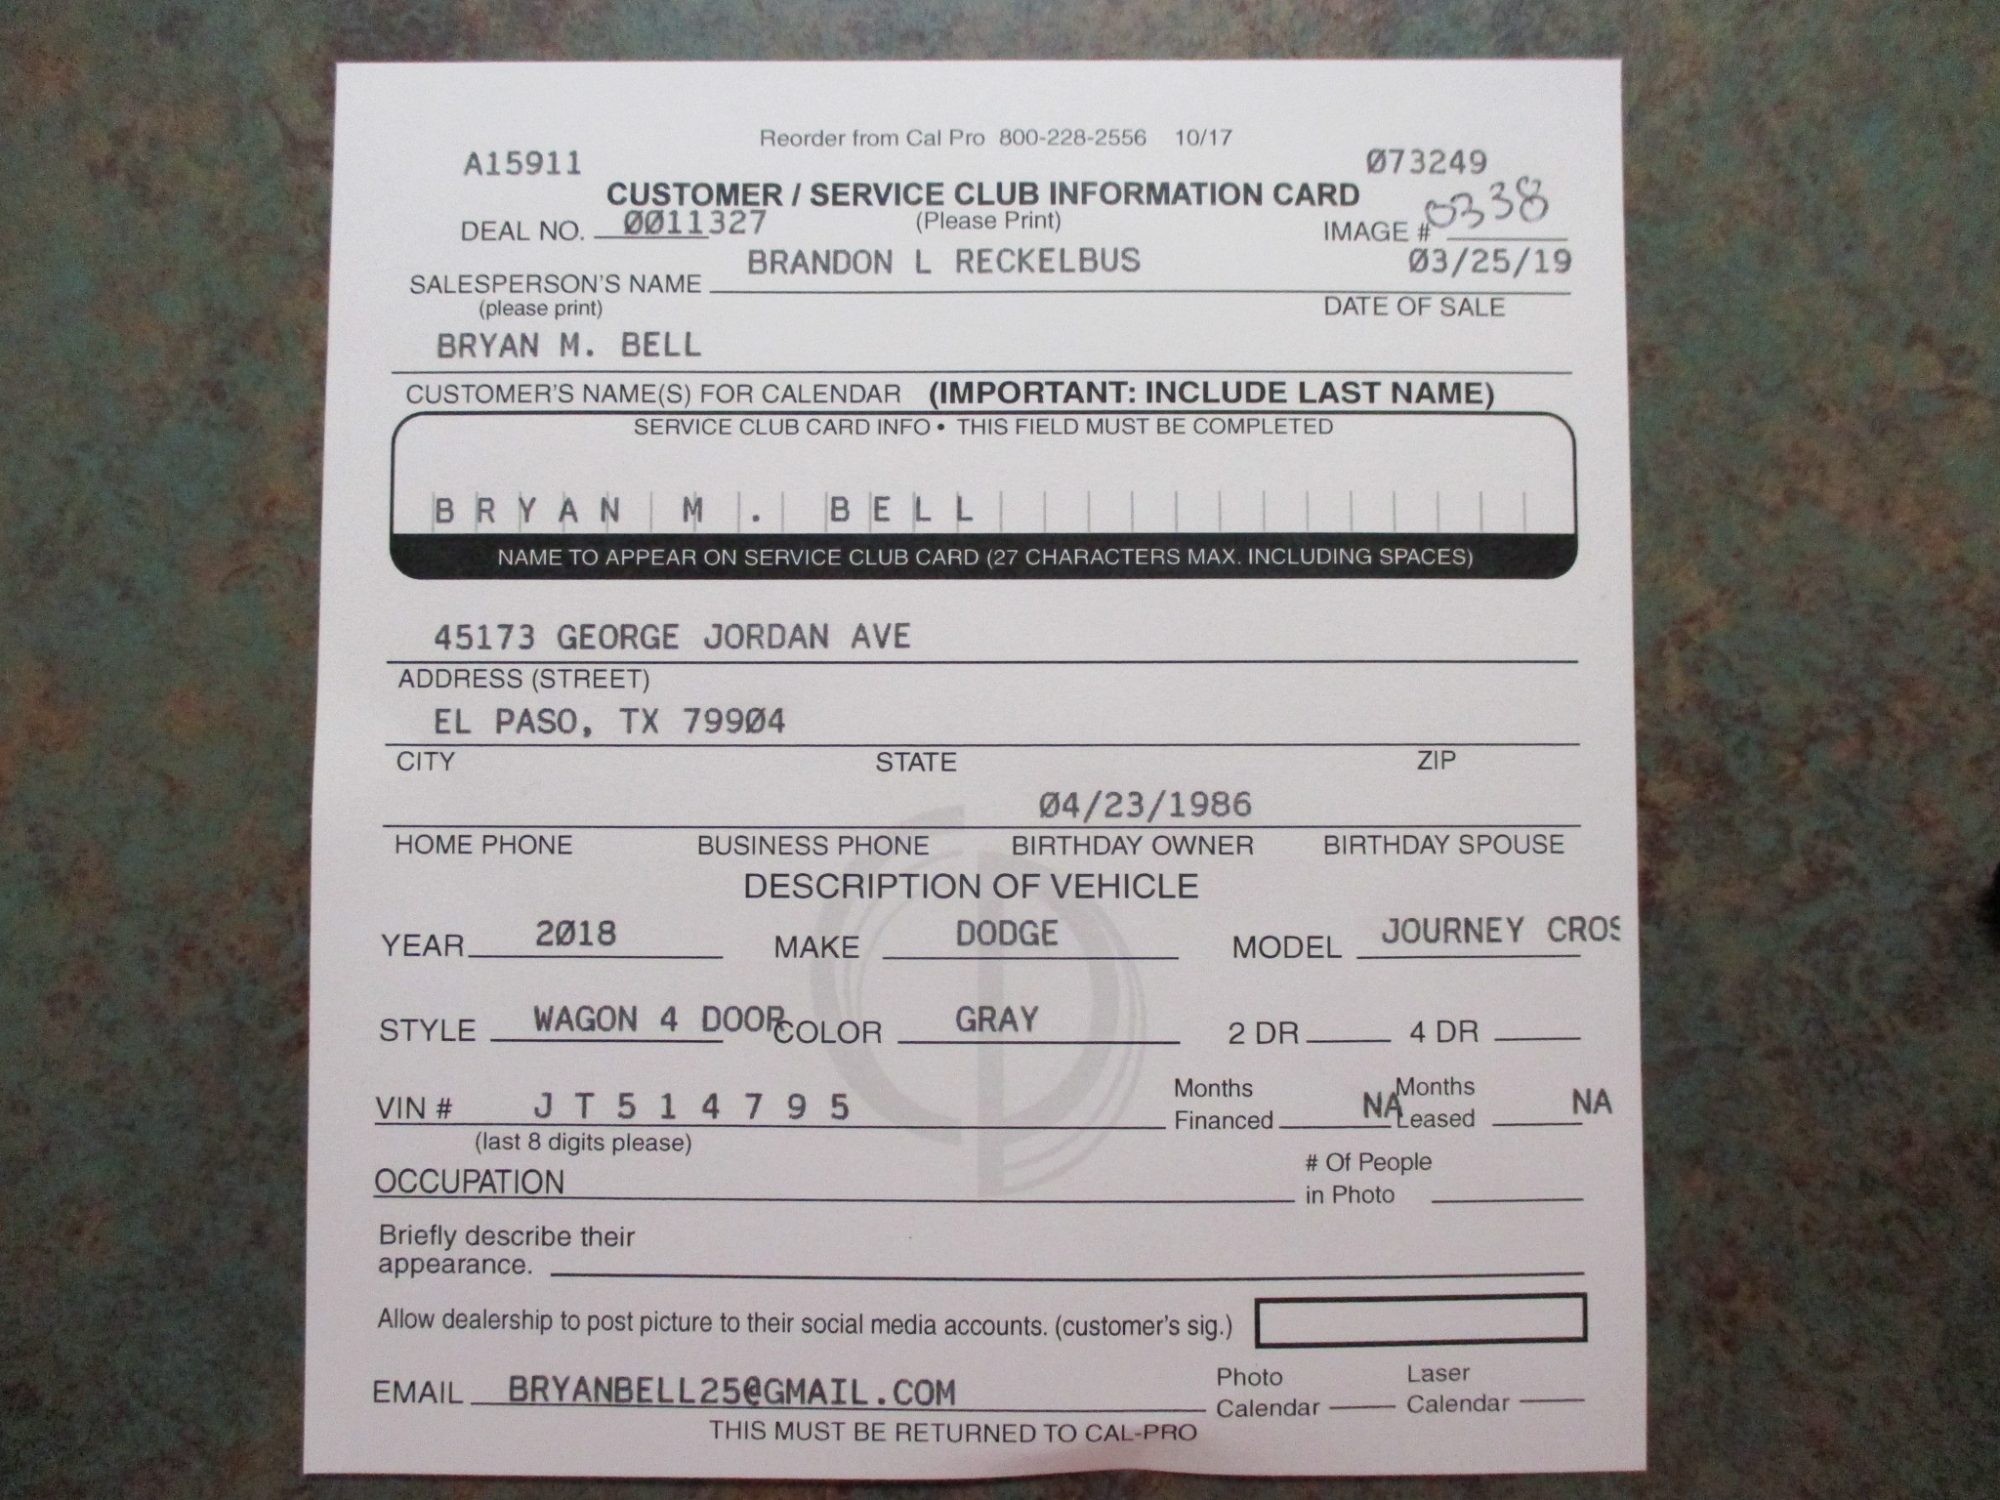 Reorder from Cal Pro 800-228-2556 10/17
A15911 Ø73249
CUSTOMER / SERVICE CLUB INFORMATION CARD
DEAL NO. ØØ11327 (Please Print) IMAGE # 0338
SALESPERSON'S NAME BRANDON L RECKELBUS Ø3/25/19
(please print) DATE OF SALE
BRYAN M. BELL
CUSTOMER'S NAME(S) FOR CALENDAR (IMPORTANT: INCLUDE LAST NAME)
SERVICE CLUB CARD INFO • THIS FIELD MUST BE COMPLETED
BRYAN M. BELL
NAME TO APPEAR ON SERVICE CLUB CARD (27 CHARACTERS MAX. INCLUDING SPACES)
45173 GEORGE JORDAN AVE
ADDRESS (STREET)
EL PASO, TX 799Ø4
CITY STATE ZIP
Ø4/23/1986
HOME PHONE BUSINESS PHONE BIRTHDAY OWNER BIRTHDAY SPOUSE
DESCRIPTION OF VEHICLE
YEAR 2Ø18 MAKE DODGE MODEL JOURNEY CROS
STYLE WAGON 4 DOOR COLOR GRAY 2 DR 4 DR
VIN # JT514795 Months Financed NA Months Leased NA
(last 8 digits please)
OCCUPATION # Of People in Photo
Briefly describe their
appearance.
Allow dealership to post picture to their social media accounts. (customer's sig.)
EMAIL BRYANBELL25@GMAIL.COM Photo Calendar Laser Calendar
THIS MUST BE RETURNED TO CAL-PRO